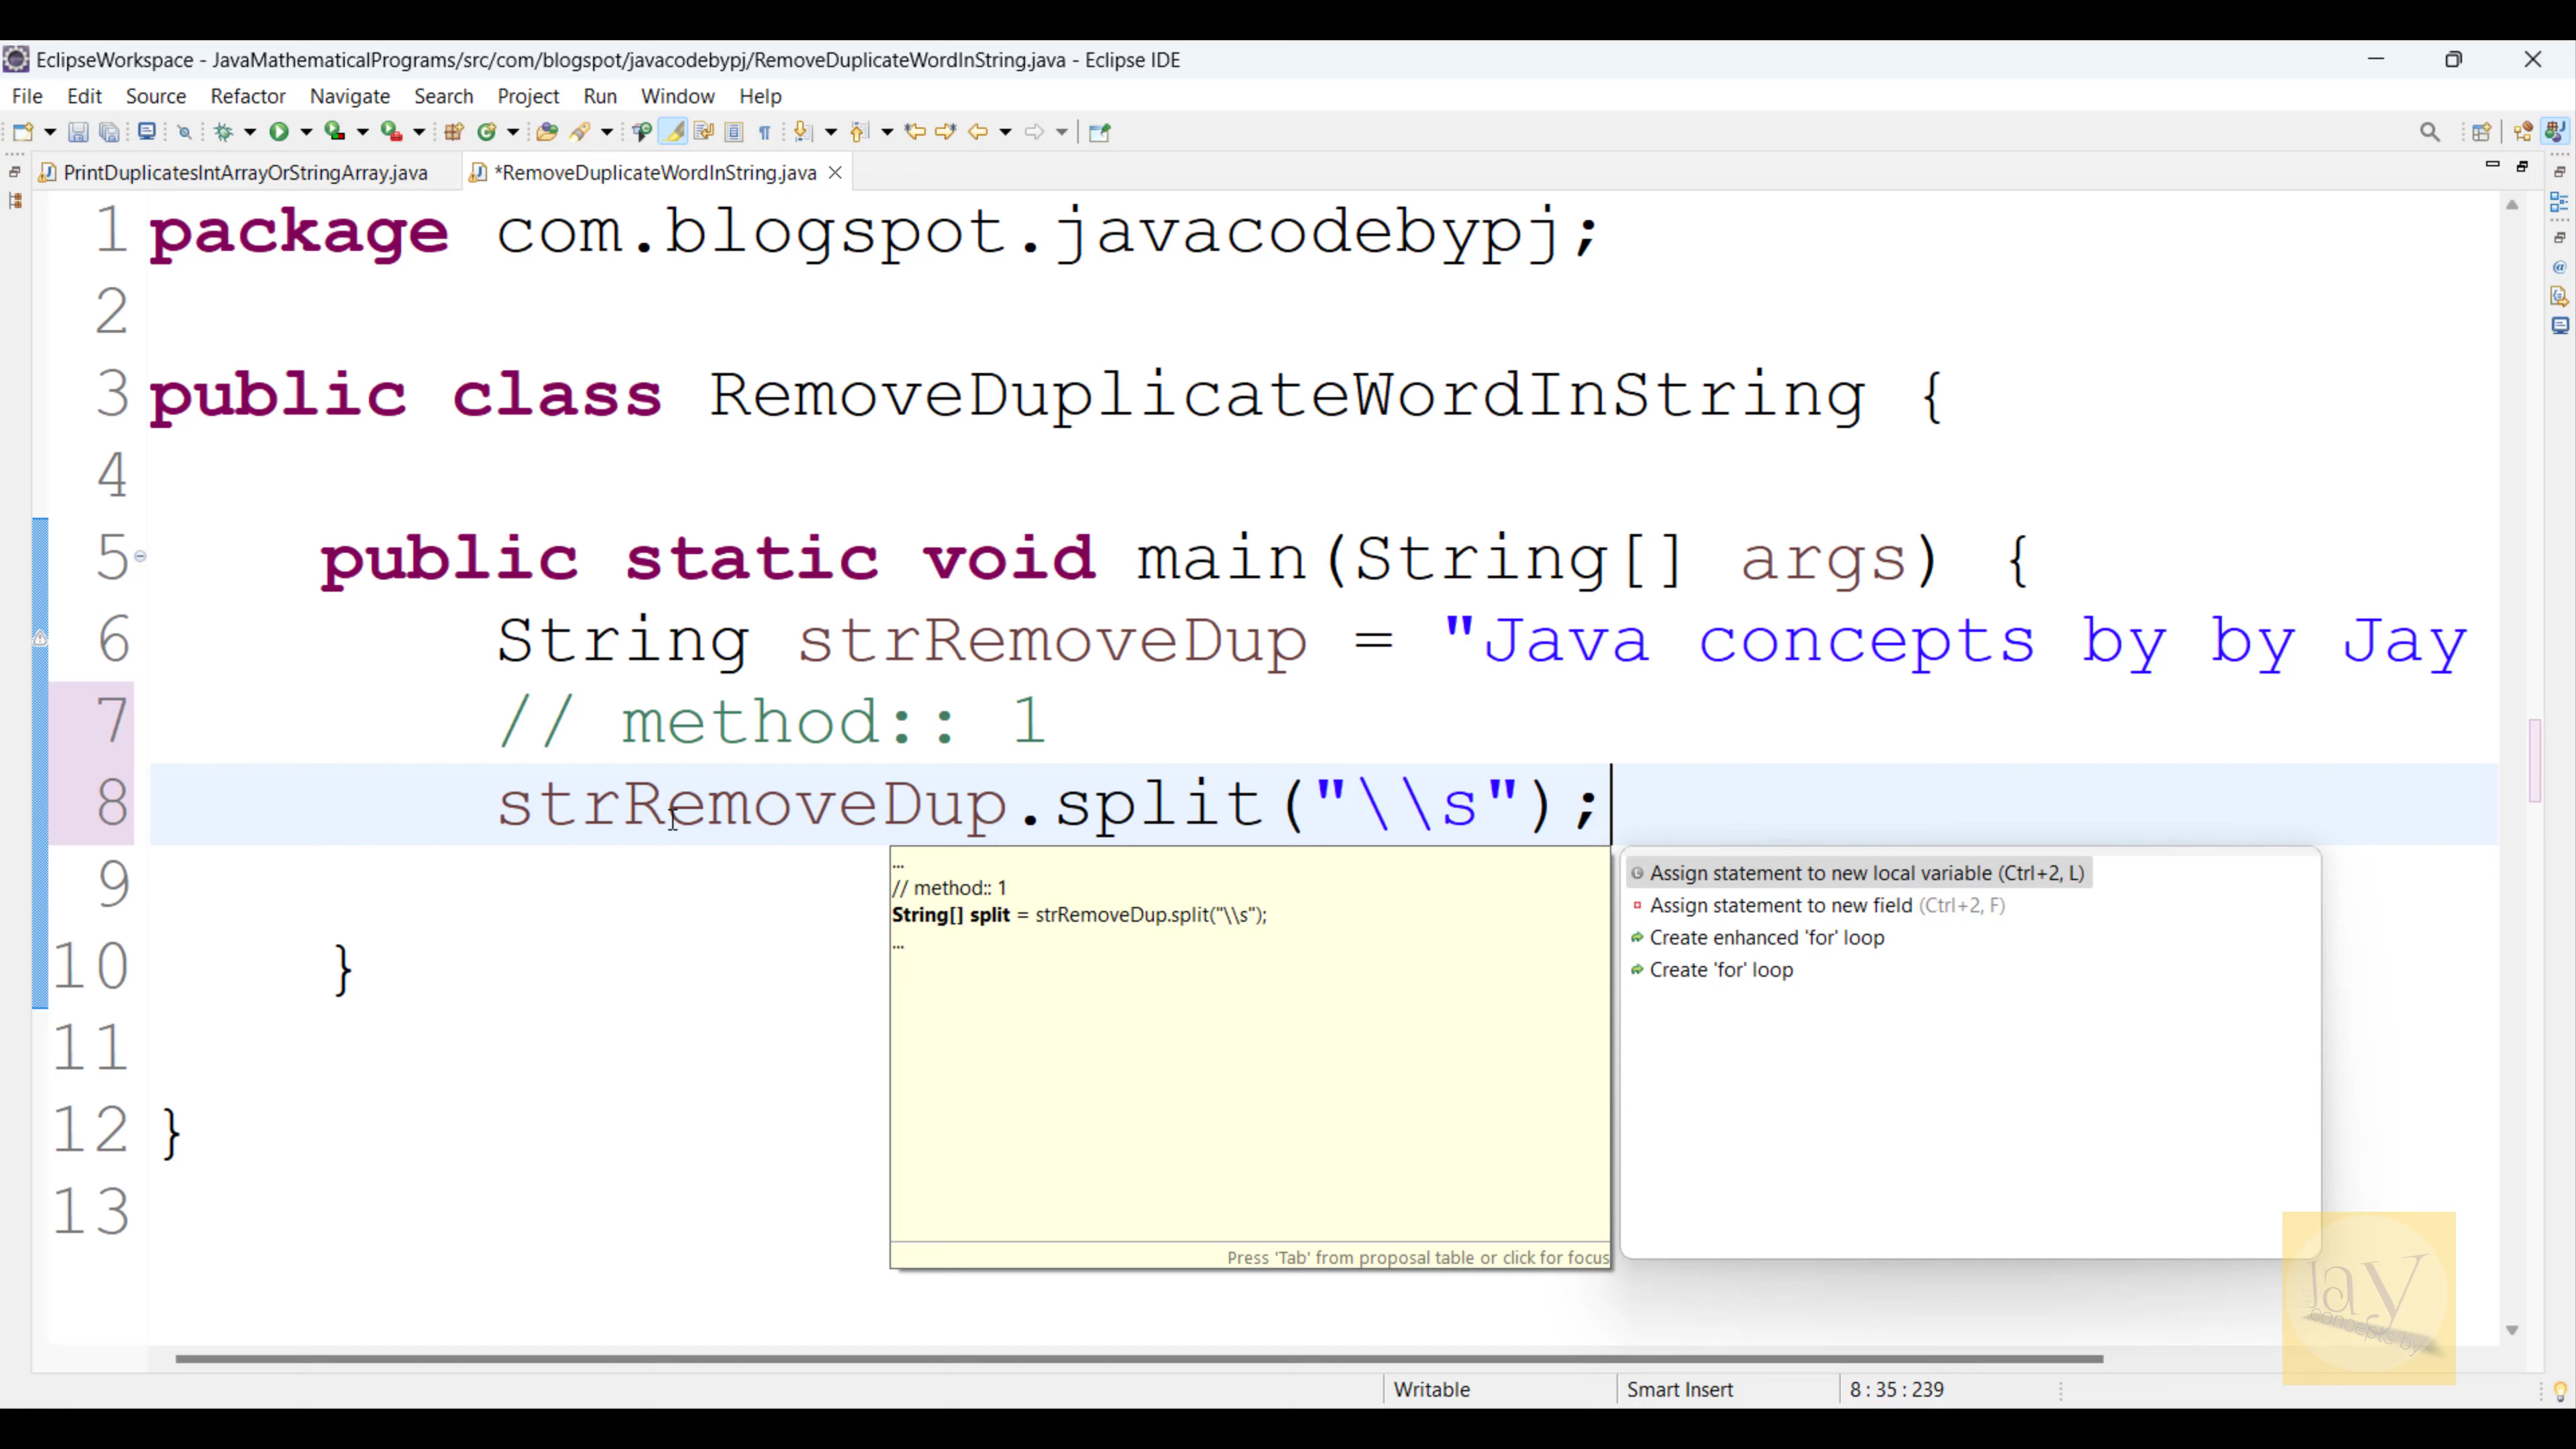 EclipseWorkspace - JavaMathematicalPrograms/src/com/blogspot/javacodebypj/RemoveDuplicateWordInString.java - Eclipse IDE
File Edit Source Refactor Navigate Search Project Run Window Help
PrintDuplicatesIntArrayOrStringArray.java *RemoveDuplicateWordInString.java
1 package com.blogspot.javacodebypj;
2
3 public class RemoveDuplicateWordInString {
4
5 public static void main(String[] args) {
6 String strRemoveDup = "Java concepts by by Jay
7 // method:: 1
8 strRemoveDup.split("\\s");
9
10 }
11
12 }
13
...
// method:: 1
String[] split = strRemoveDup.split("\\s");
...
Press 'Tab' from proposal table or click for focus
Assign statement to new local variable (Ctrl+2, L)
Assign statement to new field (Ctrl+2, F)
Create enhanced 'for' loop
Create 'for' loop
Jay
concepts by
Writable Smart Insert 8 : 35 : 239